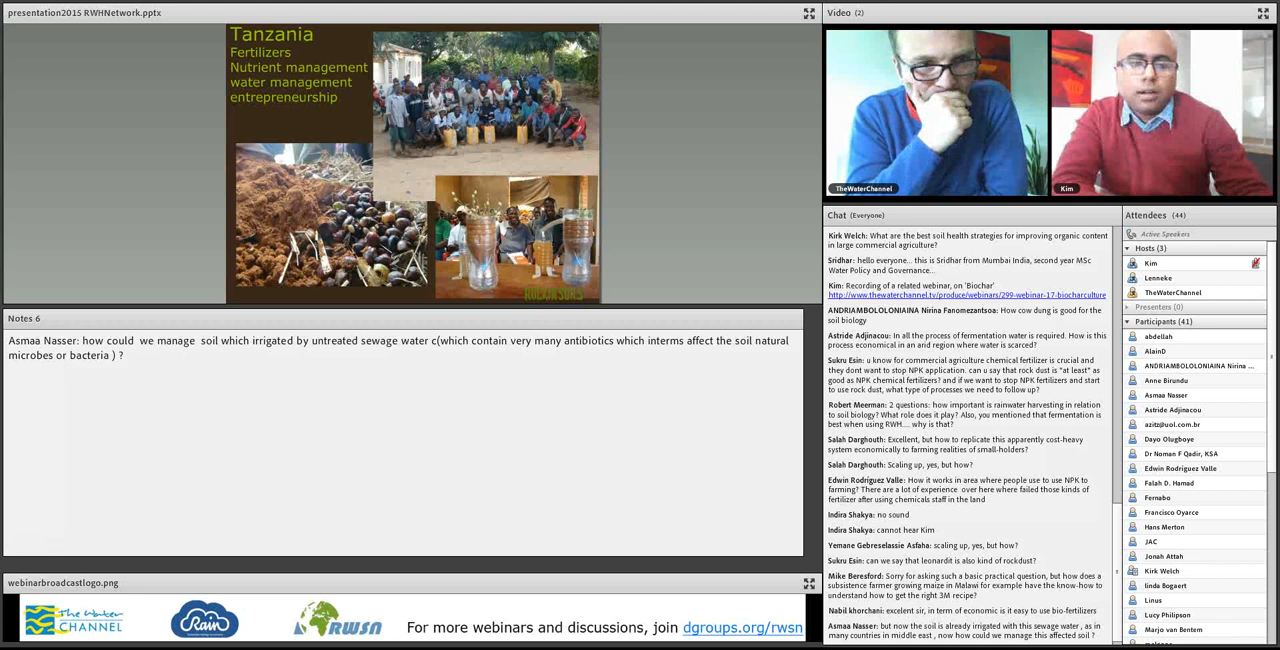 presentation2015 RWHNetwork.pptx
Tanzania
Fertilizers
Nutrient management
water management
entrepreneurship
ROCKINSOILS
Notes 6
Asmaa Nasser: how could  we manage  soil which irrigated by untreated sewage water c(which contain very many antibiotics which interms affect the soil natural
microbes or bacteria ) ?
webinarbroadcastlogo.png
The Water
CHANNEL
Rain
RWSN
For more webinars and discussions, join dgroups.org/rwsn
Video (2)
TheWaterChannel
Kim
Chat (Everyone)
Kirk Welch: What are the best soil health strategies for improving organic content
in large commercial agriculture?
Sridhar: hello everyone... this is Sridhar from Mumbai India, second year MSc
Water Policy and Governance...
Kim: Recording of a related webinar, on 'Biochar'
http://www.thewaterchannel.tv/produce/webinars/299-webinar-17-biocharculture
ANDRIAMBOLOLONIAINA Nirina Fanomezantsoa: How cow dung is good for the
soil biology
Astride Adjinacou: In all the process of fermentation water is required. How is this
process economical in an arid region where water is scarced?
Sukru Esin: u know for commercial agriculture chemical fertilizer is crucial and
they dont want to stop NPK application. can u say that rock dust is "at least" as
good as NPK chemical fertilizers? and if we want to stop NPK fertilizers and start
to use rock dust, what type of processes we need to follow up?
Robert Meerman: 2 questions: how important is rainwater harvesting in relation
to soil biology? What role does it play? Also, you mentioned that fermentation is
best when using RWH.... why is that?
Salah Darghouth: Excellent, but how to replicate this apparently cost-heavy
system economically to farming realities of small-holders?
Salah Darghouth: Scaling up, yes, but how?
Edwin Rodríguez Valle: How it works in area where people use to use NPK to
farming? There are a lot of experience  over here where failed those kinds of
fertilizer after using chemicals staff in the land
Indira Shakya: no sound
Indira Shakya: cannot hear Kim
Yemane Gebreselassie Asfaha: scaling up, yes, but how?
Sukru Esin: can we say that leonardit is also kind of rockdust?
Mike Beresford: Sorry for asking such a basic practical question, but how does a
subsistence farmer growing maize in Malawi for example have the know-how to
understand how to get the right 3M recipe?
Nabil khorchani: excelent sir, in term of economic is it easy to use bio-fertilizers
Asmaa Nasser: but now the soil is already irrigated with this sewage water , as in
many countries in middle east , now how could we manage this affected soil ?
Attendees (44)
Active Speakers
Hosts (3)
Kim
Lenneke
TheWaterChannel
Presenters (0)
Participants (41)
abdellah
AlainD
ANDRIAMBOLOLONIAINA Nirina ...
Anne Birundu
Asmaa Nasser
Astride Adjinacou
azitz@uol.com.br
Dayo Olugboye
Dr Noman F Qadir, KSA
Edwin Rodríguez Valle
Falah D. Hamad
Fernabo
Francisco Oyarce
Hans Merton
JAC
Jonah Attah
Kirk Welch
linda Bogaert
Linus
Lucy Philipson
Marjo van Bentem